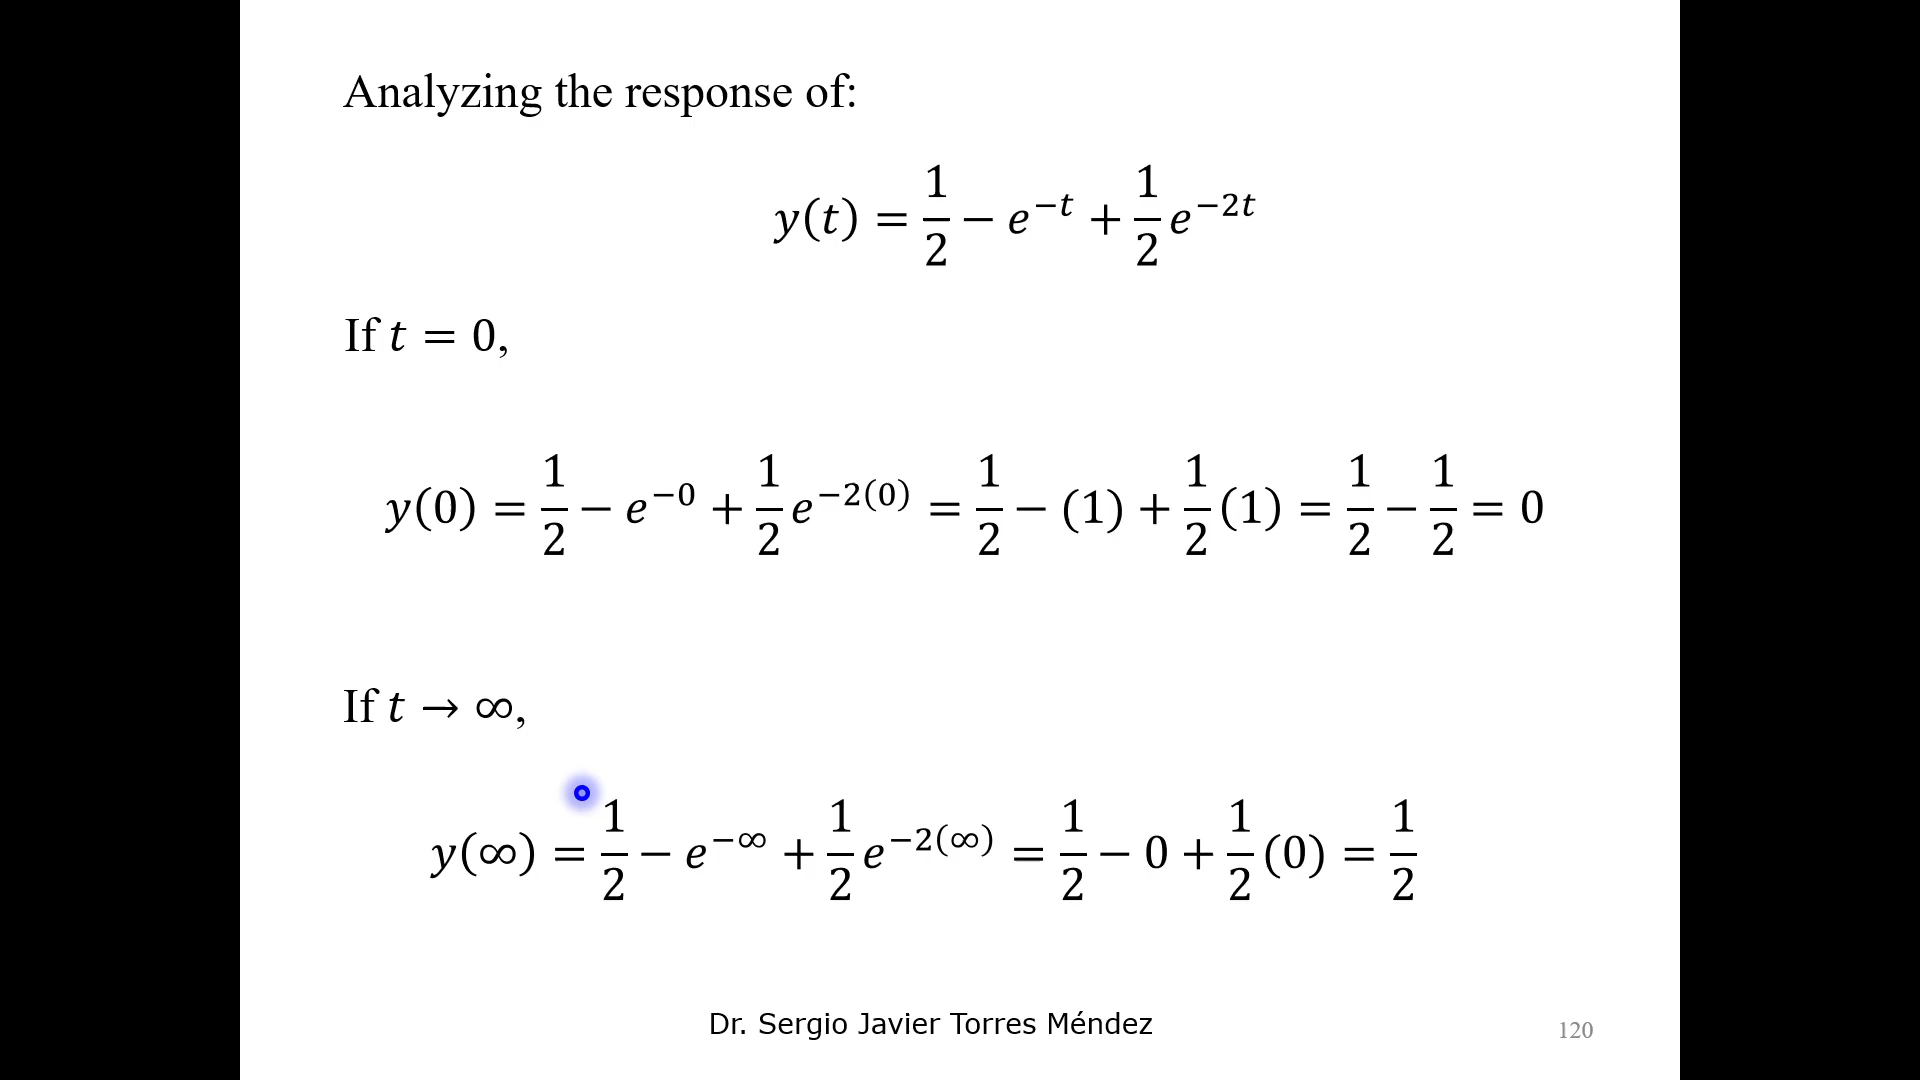 Analyzing the response of:
y(t) = 1/2 − e^{−t} + 1/2 e^{−2t}
If t = 0,
y(0) = 1/2 − e^{−0} + 1/2 e^{−2(0)} = 1/2 − (1) + 1/2 (1) = 1/2 − 1/2 = 0
If t → ∞,
y(∞) = 1/2 − e^{−∞} + 1/2 e^{−2(∞)} = 1/2 − 0 + 1/2 (0) = 1/2
Dr. Sergio Javier Torres Méndez
120